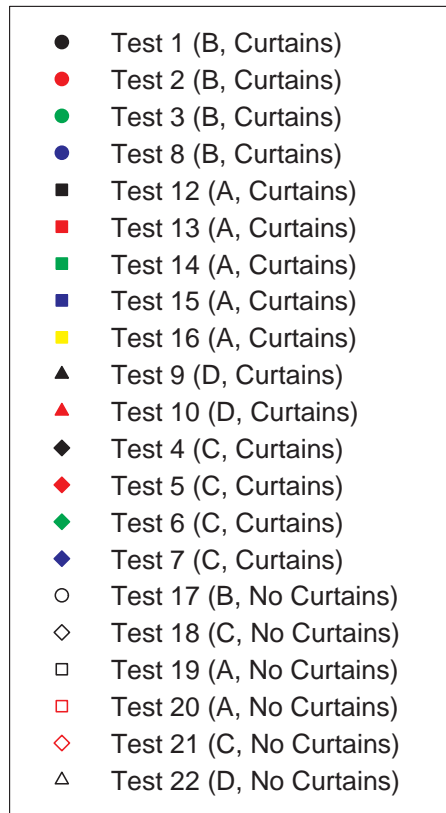 Test 1 (B, Curtains)
Test 2 (B, Curtains)
Test 3 (B, Curtains)
Test 8 (B, Curtains)
Test 12 (A, Curtains)
Test 13 (A, Curtains)
Test 14 (A, Curtains)
Test 15 (A, Curtains)
Test 16 (A, Curtains)
Test 9 (D, Curtains)
Test 10 (D, Curtains)
Test 4 (C, Curtains)
Test 5 (C, Curtains)
Test 6 (C, Curtains)
Test 7 (C, Curtains)
Test 17 (B, No Curtains)
Test 18 (C, No Curtains)
Test 19 (A, No Curtains)
Test 20 (A, No Curtains)
Test 21 (C, No Curtains)
Test 22 (D, No Curtains)